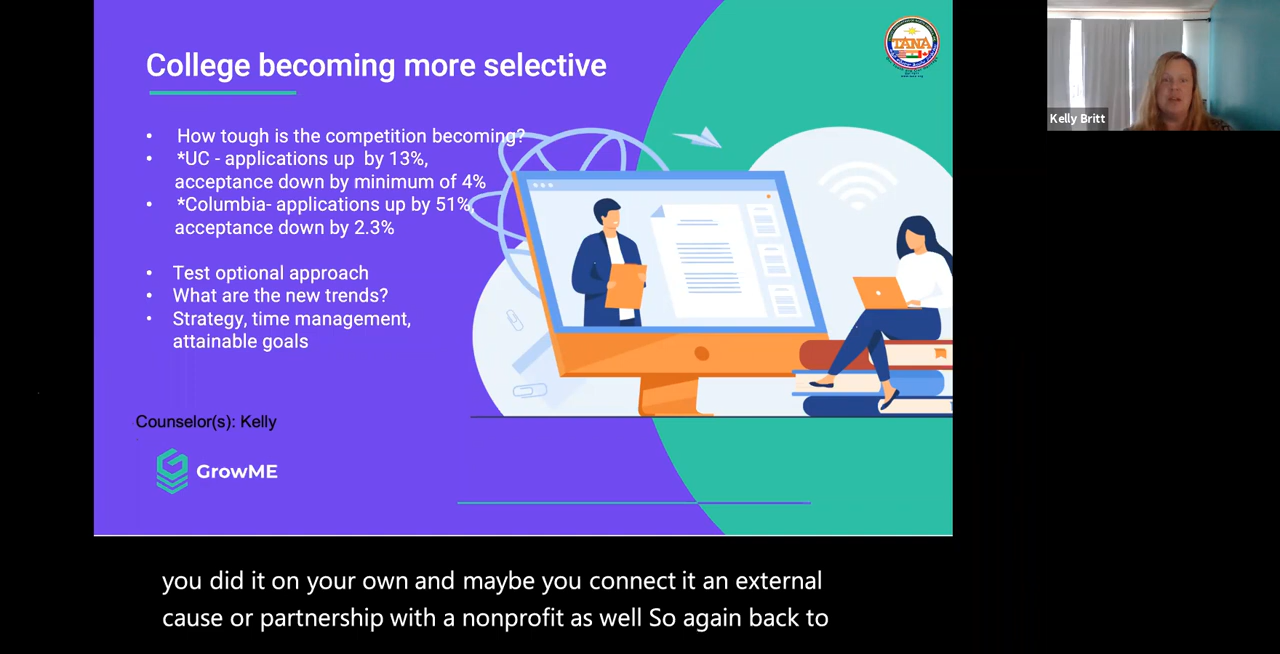 College becoming more selective
TANA
• How tough is the competition becoming?
• *UC - applications up by 13%,
acceptance down by minimum of 4%
• *Columbia- applications up by 51%,
acceptance down by 2.3%
• Test optional approach
• What are the new trends?
• Strategy, time management,
attainable goals
Counselor(s): Kelly
GrowME
Kelly Britt
you did it on your own and maybe you connect it an external
cause or partnership with a nonprofit as well So again back to